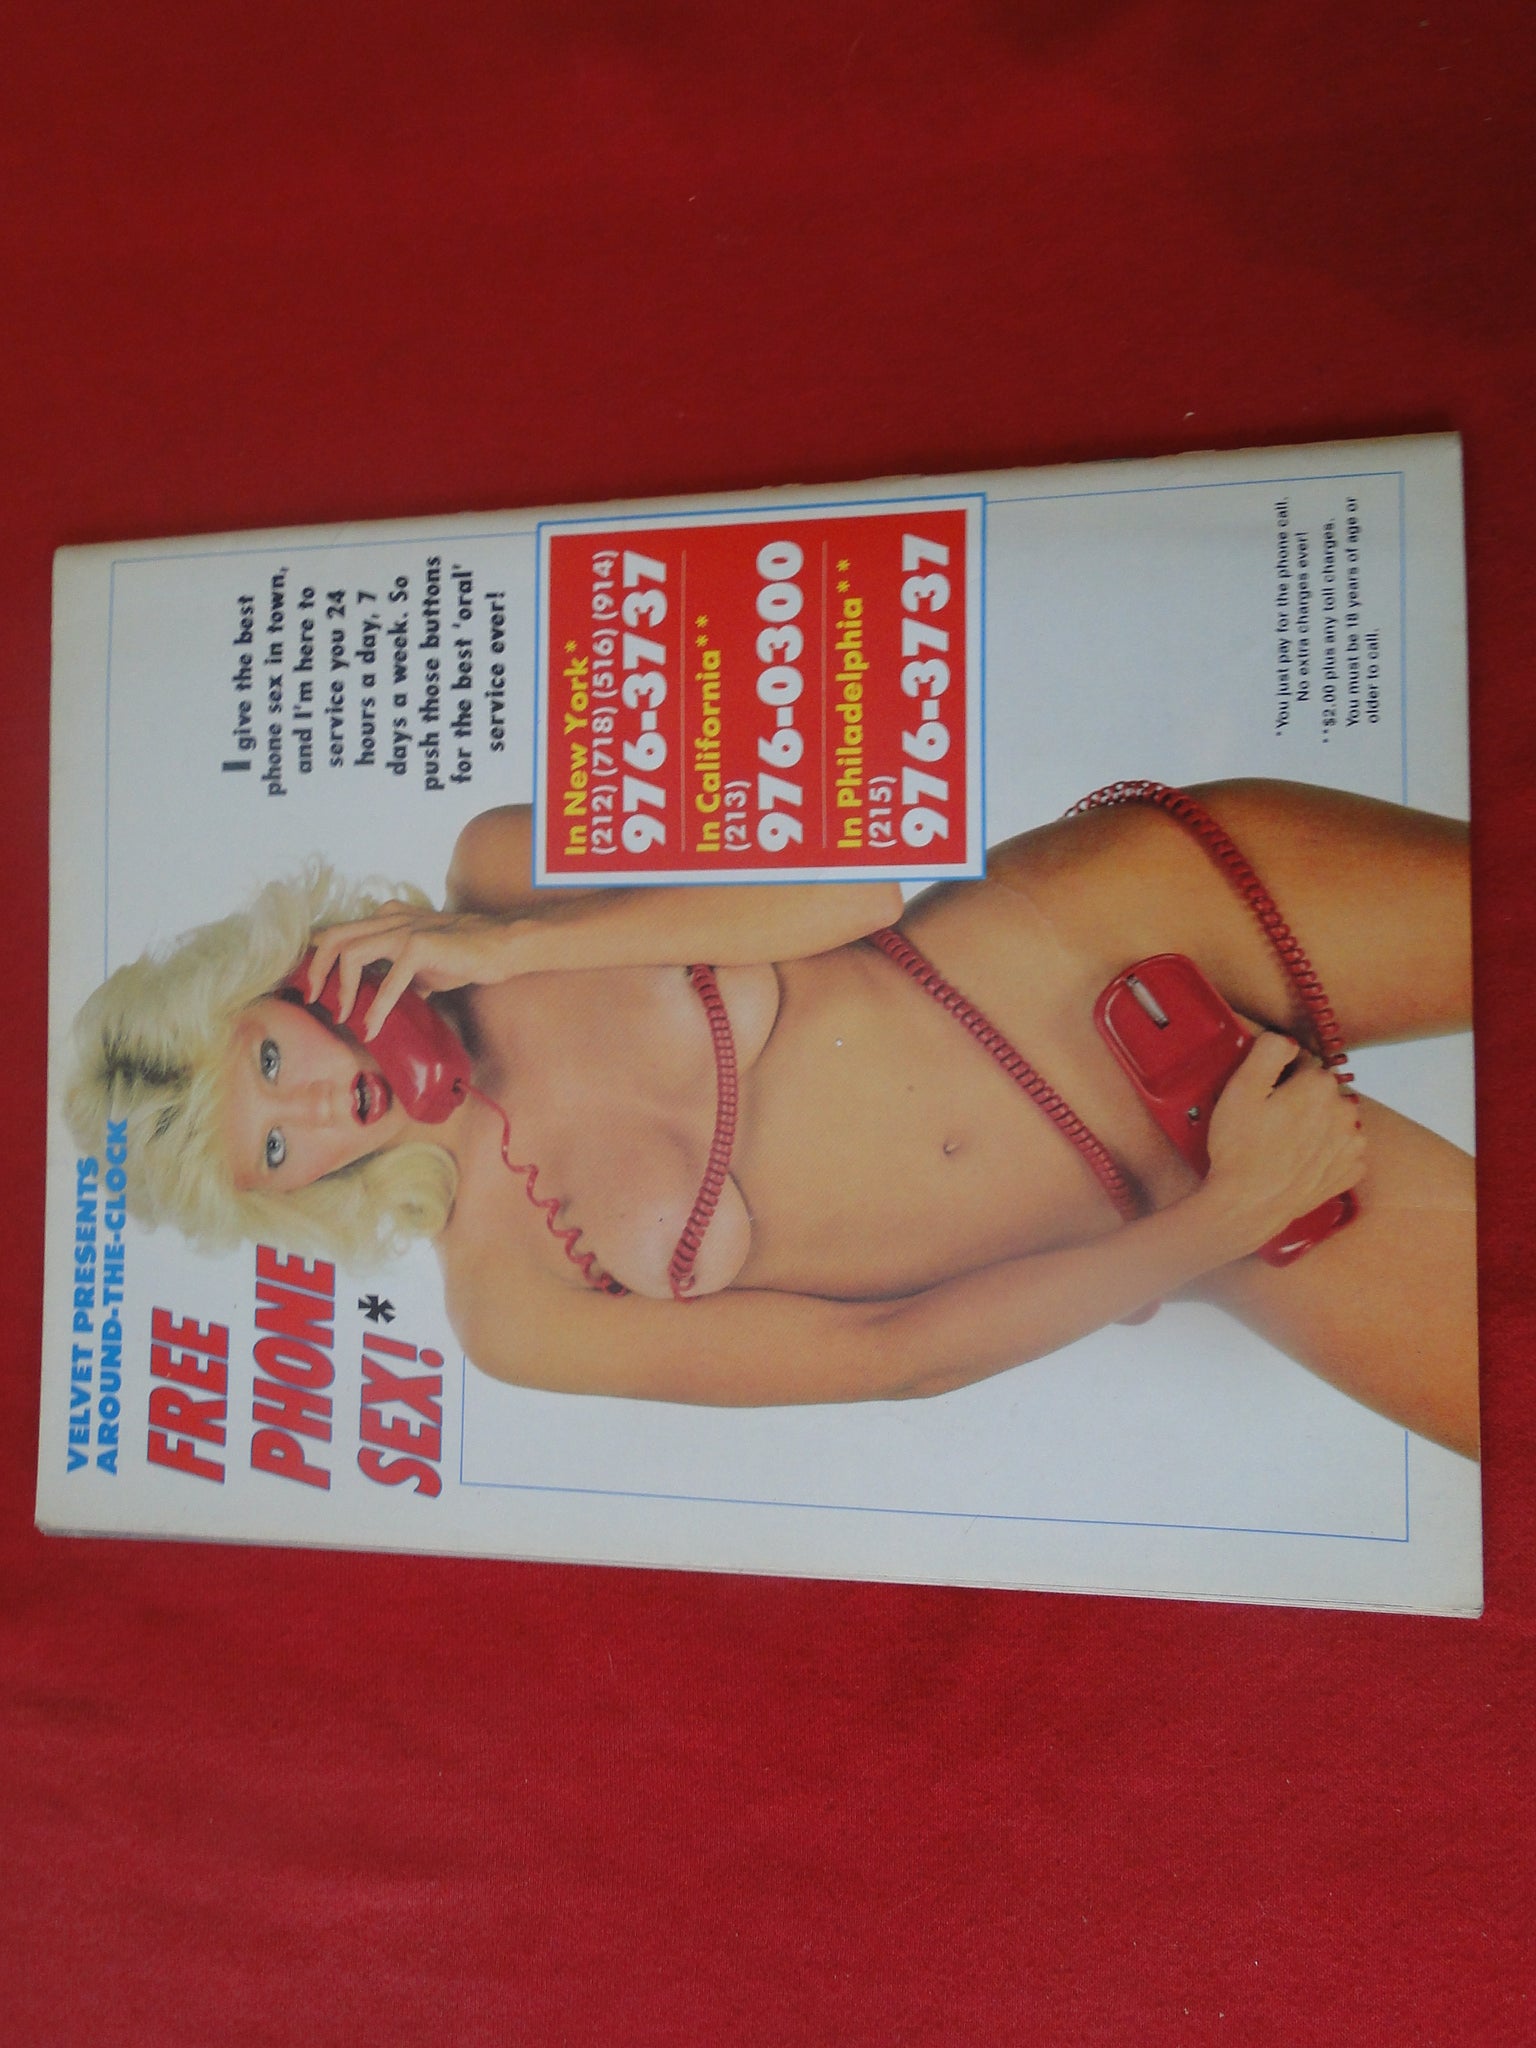 VELVET PRESENTS
AROUND-THE-CLOCK
FREE
PHONE
SEX!*
I give the best
phone sex in town,
and I'm here to
service you 24
hours a day, 7
days a week. So
push those buttons
for the best 'oral'
service ever!
In New York*
(212) (718) (516) (914)
976-3737
In California**
(213)
976-0300
In Philadelphia**
(215)
976-3737
*You just pay for the phone call.
No extra charges ever!
**$2.00 plus any toll charges.
You must be 18 years of age or
older to call.